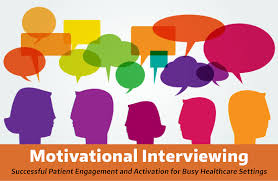 Motivational Interviewing
Successful Patient Engagement and Activation for Busy Healthcare Settings